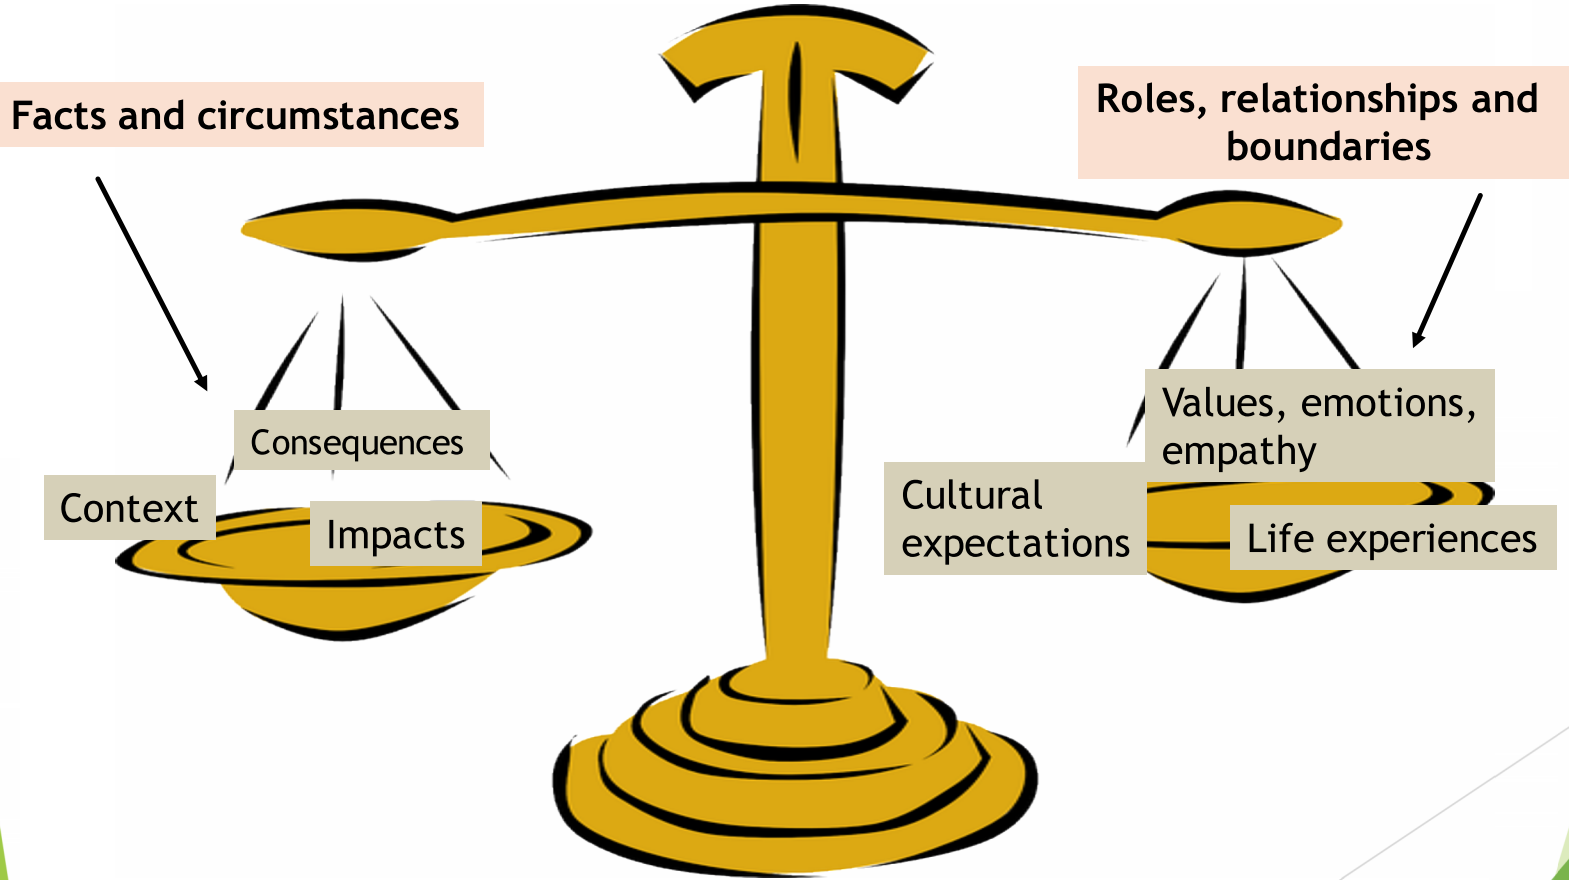 Facts and circumstances
Roles, relationships and
boundaries
Consequences
Context
Impacts
Values, emotions,
empathy
Cultural
expectations
Life experiences